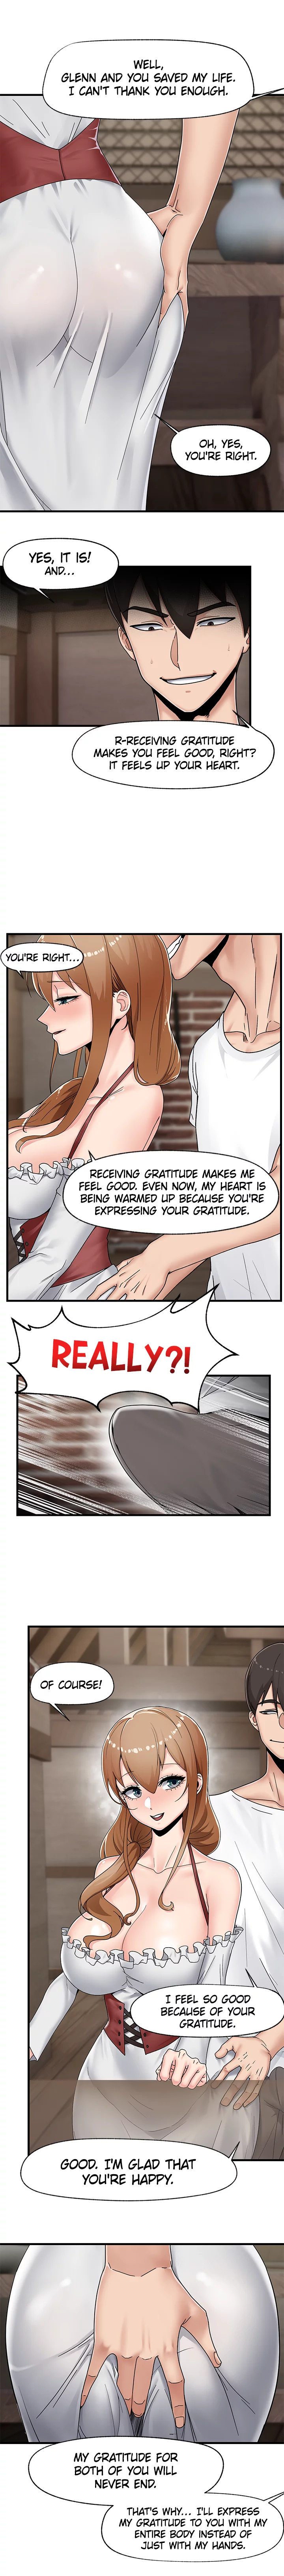 WELL,
GLENN AND YOU SAVED MY LIFE.
I CAN'T THANK YOU ENOUGH.
OH, YES,
YOU'RE RIGHT.
YES, IT IS!
AND...
R-RECEIVING GRATITUDE
MAKES YOU FEEL GOOD, RIGHT?
IT FEELS UP YOUR HEART.
YOU'RE RIGHT...
RECEIVING GRATITUDE MAKES ME
FEEL GOOD. EVEN NOW, MY HEART IS
BEING WARMED UP BECAUSE YOU'RE
EXPRESSING YOUR GRATITUDE.
REALLY?!
OF COURSE!
I FEEL SO GOOD
BECAUSE OF YOUR
GRATITUDE.
GOOD. I'M GLAD THAT
YOU'RE HAPPY.
MY GRATITUDE FOR
BOTH OF YOU WILL
NEVER END.
THAT'S WHY... I'LL EXPRESS
MY GRATITUDE TO YOU WITH MY
ENTIRE BODY INSTEAD OF
JUST WITH MY HANDS.